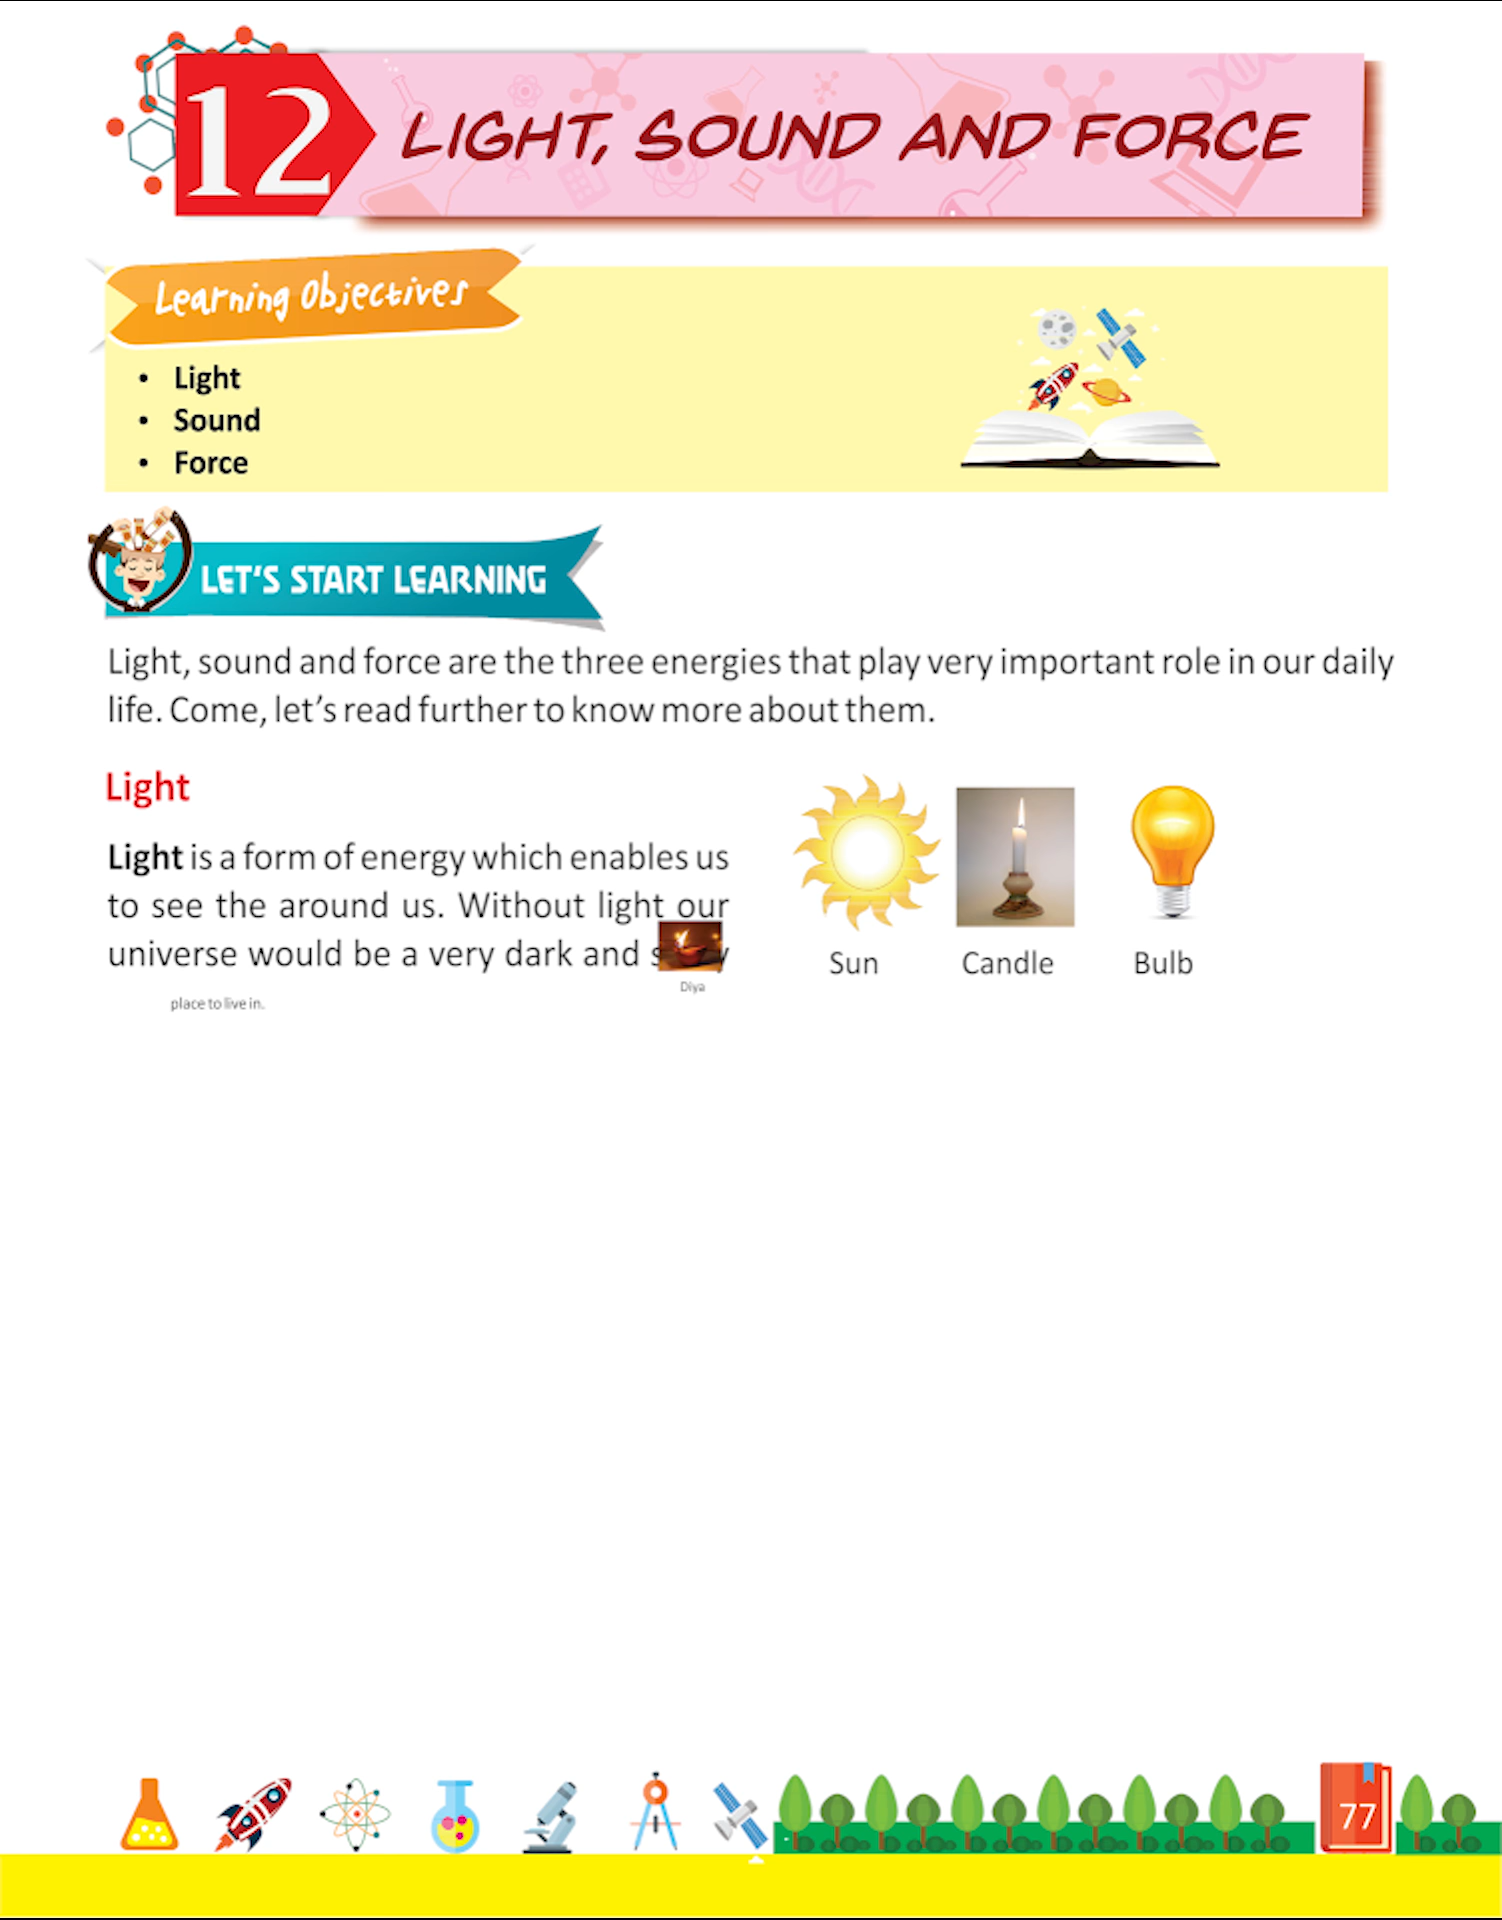 12
LIGHT, SOUND AND FORCE
Learning Objectives
• Light
• Sound
• Force
LET'S START LEARNING
Light, sound and force are the three energies that play very important role in our daily
life. Come, let's read further to know more about them.
Light
Light is a form of energy which enables us
to see the around us. Without light our
universe would be a very dark and
place to live in.
Diya
Sun
Candle
Bulb
77